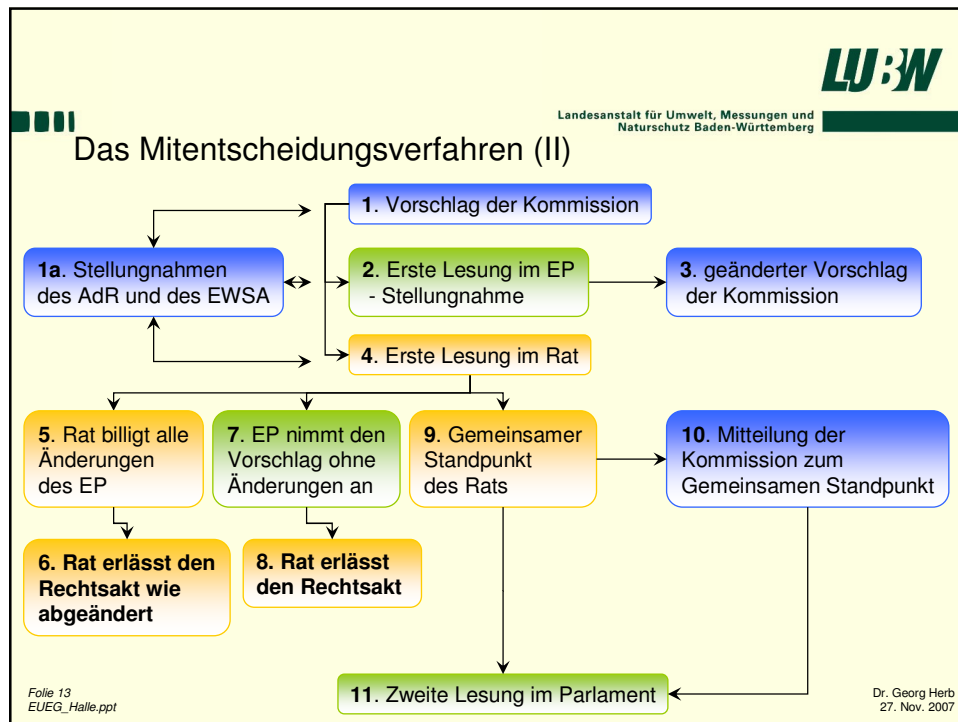 LUBW
Landesanstalt für Umwelt, Messungen und
Naturschutz Baden-Württemberg
Das Mitentscheidungsverfahren (II)
1. Vorschlag der Kommission
1a. Stellungnahmen
des AdR und des EWSA
2. Erste Lesung im EP
- Stellungnahme
3. geänderter Vorschlag
der Kommission
4. Erste Lesung im Rat
5. Rat billigt alle
Änderungen
des EP
7. EP nimmt den
Vorschlag ohne
Änderungen an
9. Gemeinsamer
Standpunkt
des Rats
10. Mitteilung der
Kommission zum
Gemeinsamen Standpunkt
6. Rat erlässt den
Rechtsakt wie
abgeändert
8. Rat erlässt
den Rechtsakt
11. Zweite Lesung im Parlament
Folie 13
EUEG_Halle.ppt
Dr. Georg Herb
27. Nov. 2007